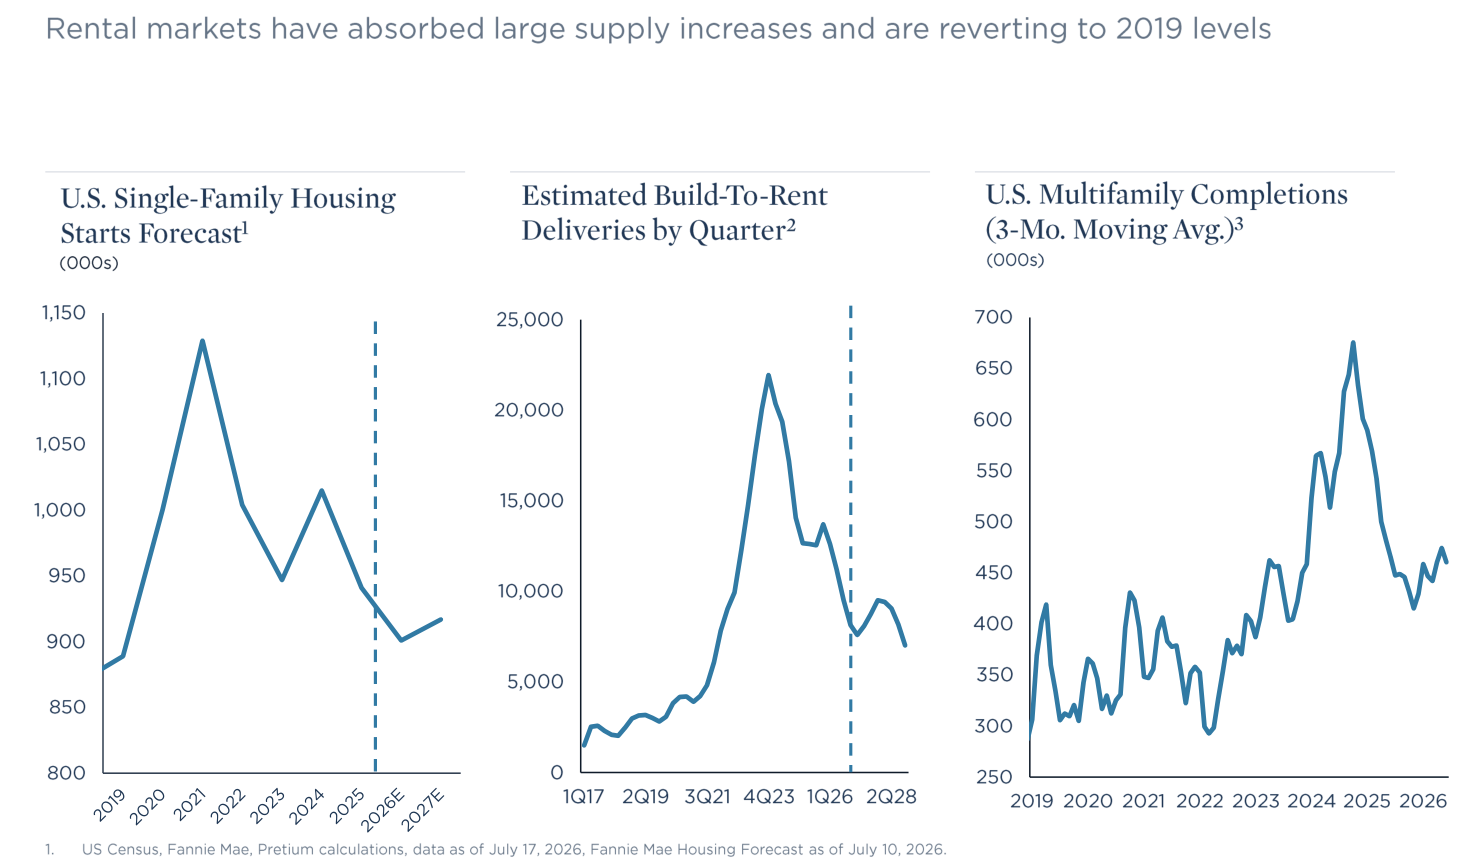 Rental markets have absorbed large supply increases and are reverting to 2019 levels
U.S. Single-Family Housing
Starts Forecast¹
(000s)
1,150
1,100
1,050
1,000
950
900
850
800
2019 2020 2021 2022 2023 2024 2025 2026E 2027E
Estimated Build-To-Rent
Deliveries by Quarter²
25,000
20,000
15,000
10,000
5,000
0
1Q17 2Q19 3Q21 4Q23 1Q26 2Q28
U.S. Multifamily Completions
(3-Mo. Moving Avg.)³
(000s)
700
650
600
550
500
450
400
350
300
250
2019 2020 2021 2022 2023 2024 2025 2026
1. US Census, Fannie Mae, Pretium calculations, data as of July 17, 2026, Fannie Mae Housing Forecast as of July 10, 2026.